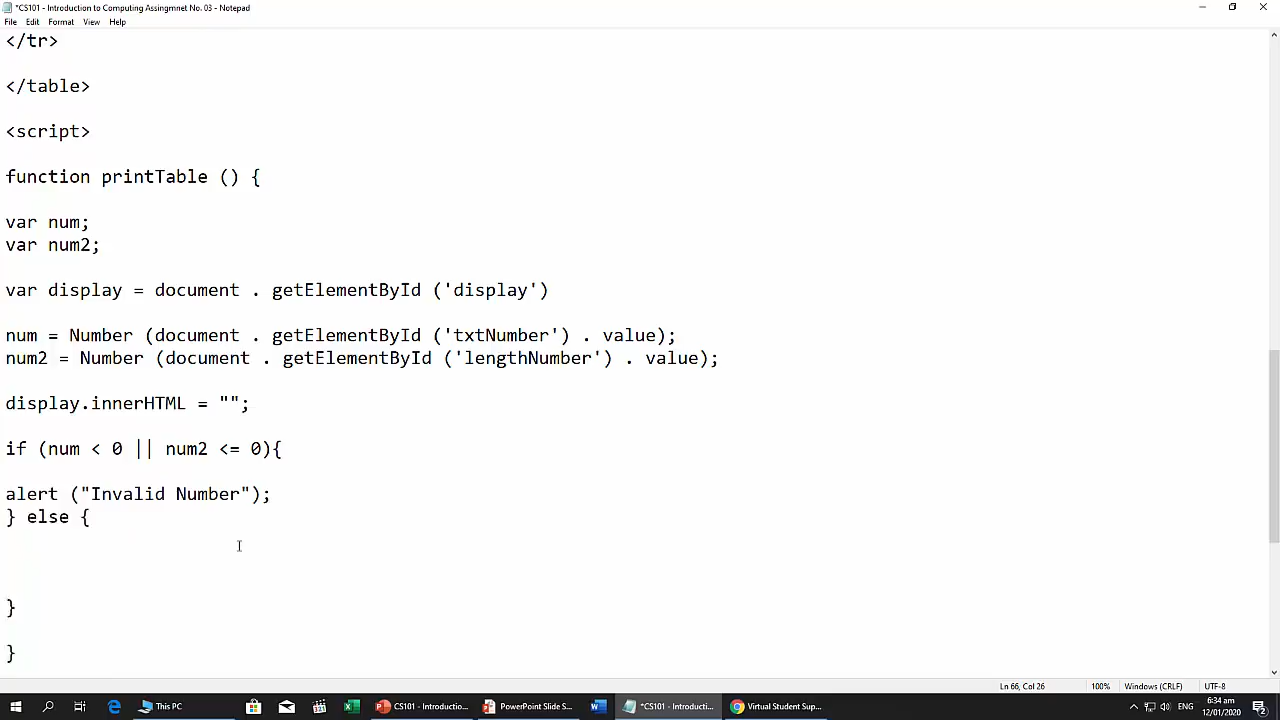 *CS101 - Introduction to Computing Assingmnet No. 03 - Notepad
File Edit Format View Help
</tr>
</table>
<script>
function printTable () {
var num;
var num2;
var display = document . getElementById ('display')
num = Number (document . getElementById ('txtNumber') . value);
num2 = Number (document . getElementById ('lengthNumber') . value);
display.innerHTML = "";
if (num < 0 || num2 <= 0){
alert ("Invalid Number");
} else {
}
}
Ln 66, Col 26 100% Windows (CRLF) UTF-8
This PC CS101 - Introductio... PowerPoint Slide S... *CS101 - Introducti... Virtual Student Sup... ENG 6:34 am
12/01/2020